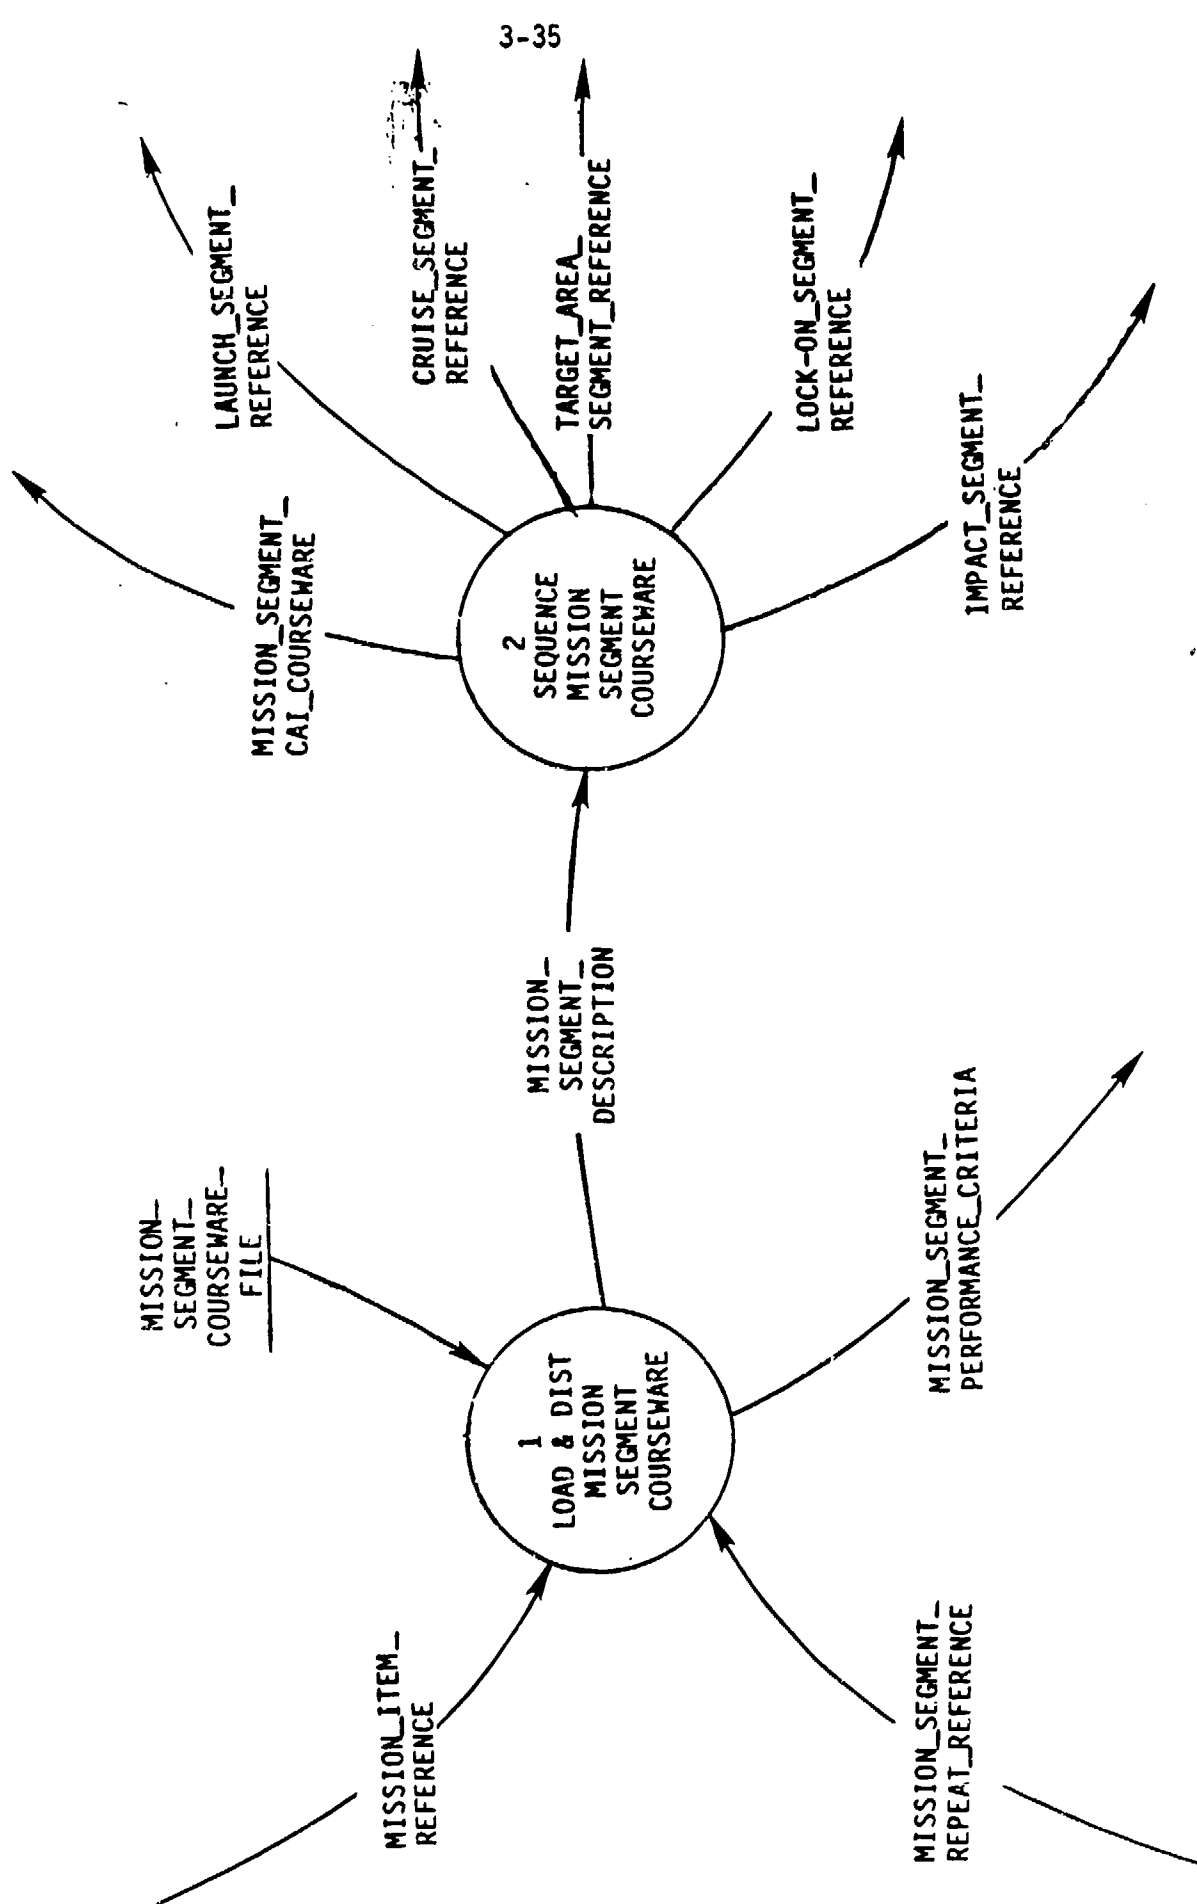 3-35
MISSION_ITEM_
REFERENCE
MISSION_SEGMENT_
REPEAT_REFERENCE
MISSION_
SEGMENT_
COURSEWARE_
FILE
1
LOAD & DIST
MISSION
SEGMENT
COURSEWARE
MISSION_SEGMENT_
PERFORMANCE_CRITERIA
MISSION_
SEGMENT_
DESCRIPTION
2
SEQUENCE
MISSION
SEGMENT
COURSEWARE
MISSION_SEGMENT_
CAI_COURSEWARE
LAUNCH_SEGMENT_
REFERENCE
CRUISE_SEGMENT_
REFERENCE
TARGET_AREA_
SEGMENT_REFERENCE
LOCK-ON_SEGMENT_
REFERENCE
IMPACT_SEGMENT_
REFERENCE